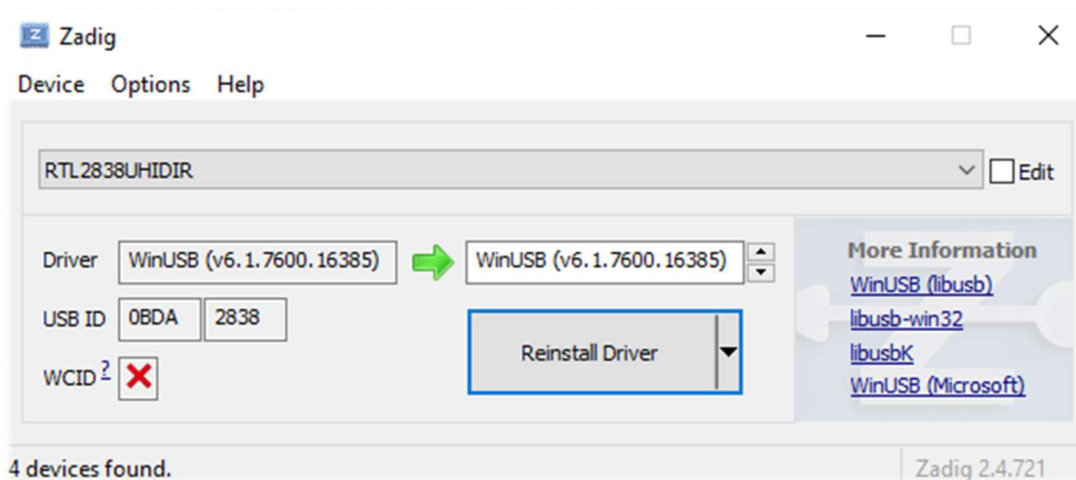 Zadig
Device Options Help
RTL2838UHIDIR
Edit
Driver WinUSB (v6.1.7600.16385) WinUSB (v6.1.7600.16385)
USB ID 0BDA 2838
WCID ?
Reinstall Driver
More Information
WinUSB (libusb)
libusb-win32
libusbK
WinUSB (Microsoft)
4 devices found.
Zadig 2.4.721